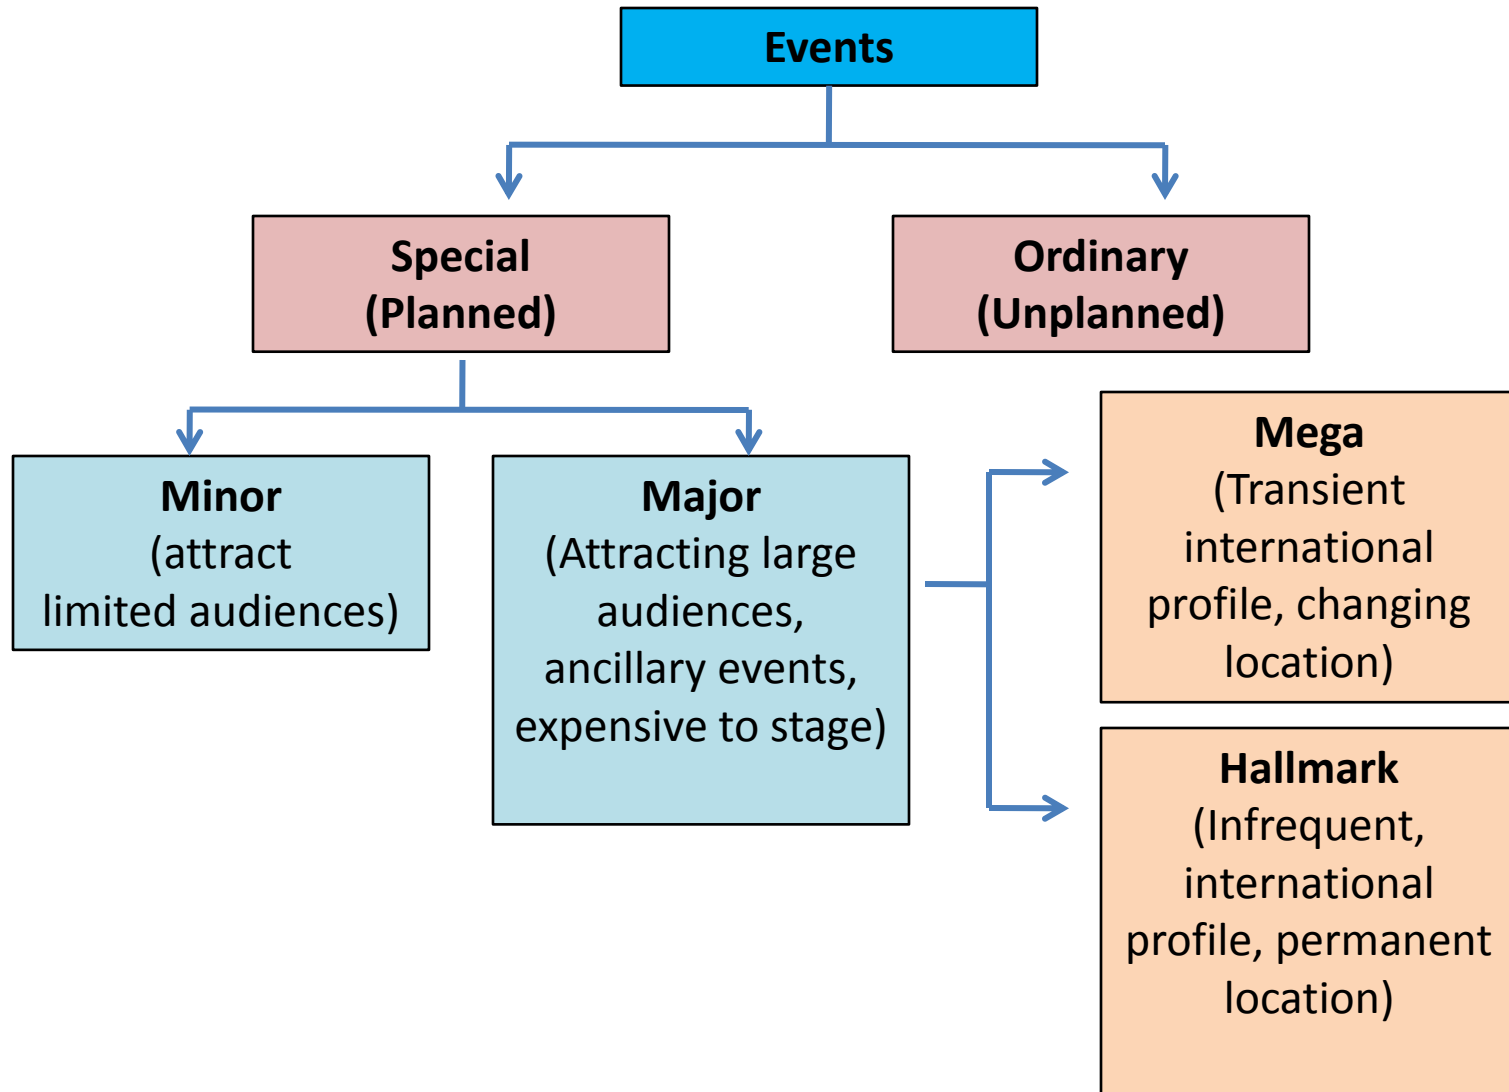 Events
Special
(Planned)
Ordinary
(Unplanned)
Minor
(attract
limited audiences)
Major
(Attracting large
audiences,
ancillary events,
expensive to stage)
Mega
(Transient
international
profile, changing
location)
Hallmark
(Infrequent,
international
profile, permanent
location)